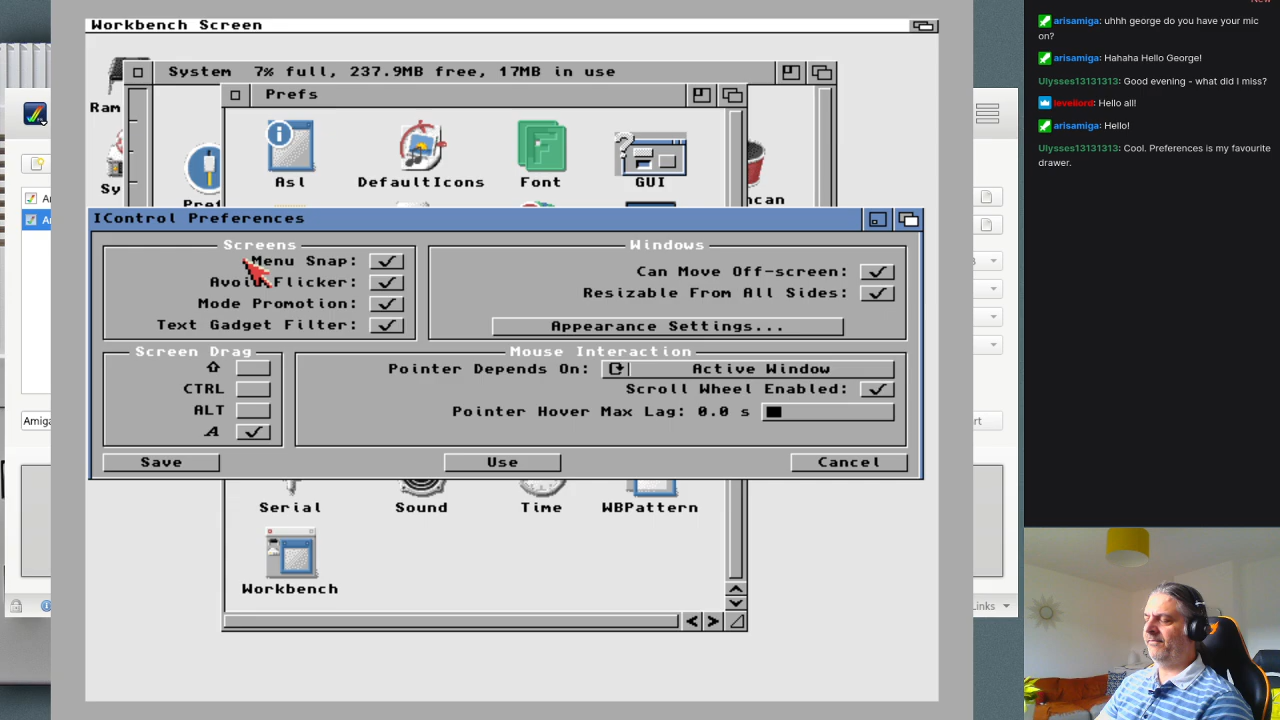 Workbench Screen
System 7% full, 237.9MB free, 17MB in use
Prefs
Ram
Sy
Pref
ncan
Asl
DefaultIcons
Font
GUI
IControl Preferences
Screens
Menu Snap:
Avoid Flicker:
Mode Promotion:
Text Gadget Filter:
Windows
Can Move Off-screen:
Resizable From All Sides:
Appearance Settings...
Screen Drag
CTRL
ALT
A
Mouse Interaction
Pointer Depends On: Active Window
Scroll Wheel Enabled:
Pointer Hover Max Lag: 0.0 s
Save
Use
Cancel
Serial
Sound
Time
WBPattern
Workbench
Amiga
Links
arisamiga: uhhh george do you have your mic
on?
arisamiga: Hahaha Hello George!
Ulysses13131313: Good evening - what did I miss?
levellord: Hello all!
arisamiga: Hello!
Ulysses13131313: Cool. Preferences is my favourite
drawer.